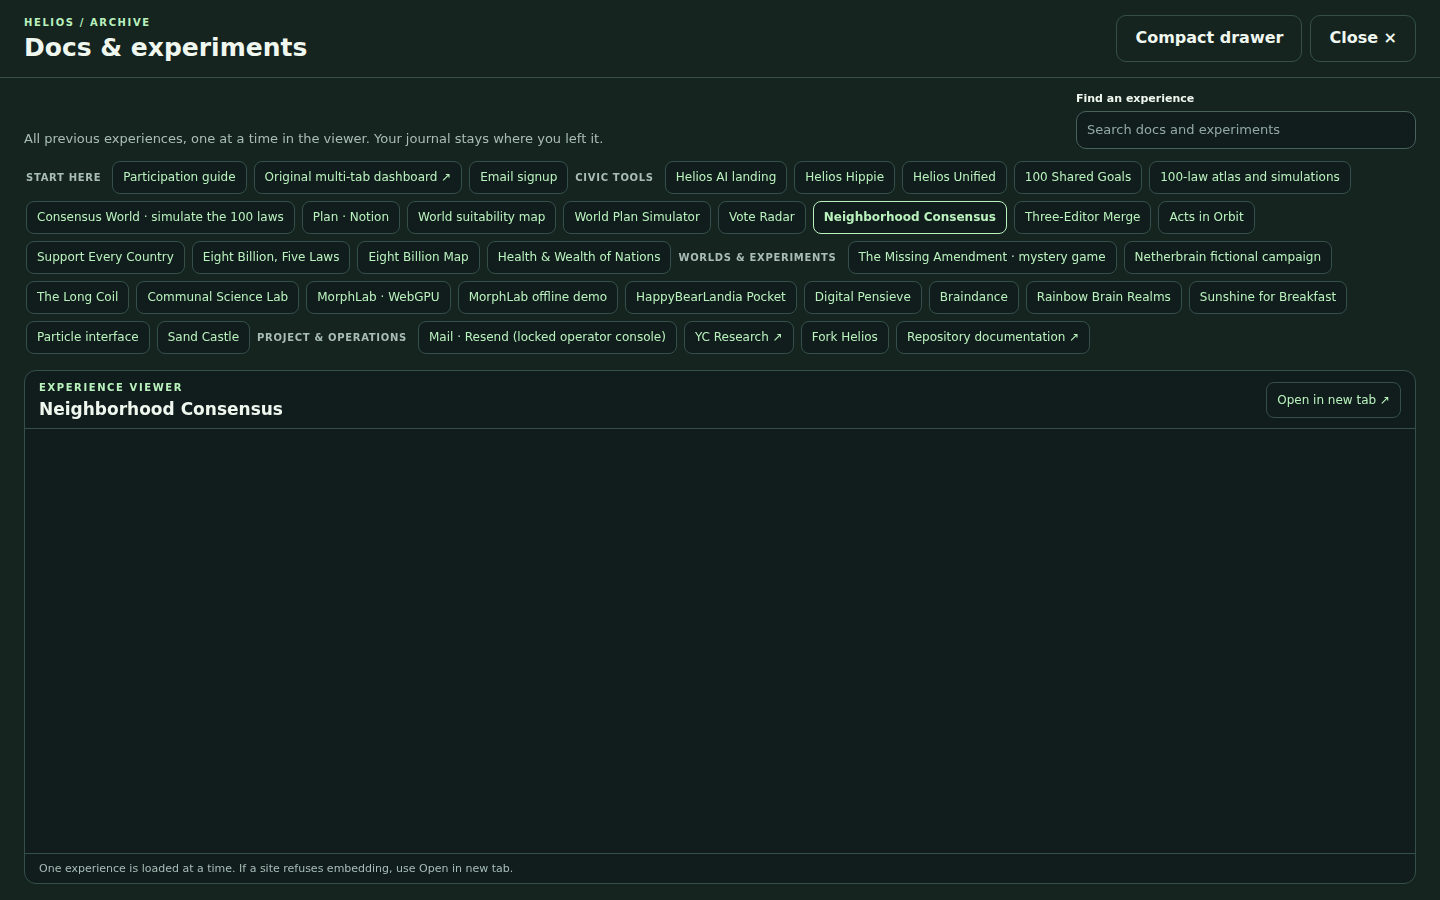 HELIOS / ARCHIVE
Docs & experiments
Compact drawer
Close ×
Find an experience
All previous experiences, one at a time in the viewer. Your journal stays where you left it.
Search docs and experiments
START HERE Participation guide Original multi-tab dashboard ↗ Email signup CIVIC TOOLS Helios AI landing Helios Hippie Helios Unified 100 Shared Goals 100-law atlas and simulations
Consensus World · simulate the 100 laws Plan · Notion World suitability map World Plan Simulator Vote Radar Neighborhood Consensus Three-Editor Merge Acts in Orbit
Support Every Country Eight Billion, Five Laws Eight Billion Map Health & Wealth of Nations WORLDS & EXPERIMENTS The Missing Amendment · mystery game Netherbrain fictional campaign
The Long Coil Communal Science Lab MorphLab · WebGPU MorphLab offline demo HappyBearLandia Pocket Digital Pensieve Braindance Rainbow Brain Realms Sunshine for Breakfast
Particle interface Sand Castle PROJECT & OPERATIONS Mail · Resend (locked operator console) YC Research ↗ Fork Helios Repository documentation ↗
EXPERIENCE VIEWER
Neighborhood Consensus
Open in new tab ↗
One experience is loaded at a time. If a site refuses embedding, use Open in new tab.